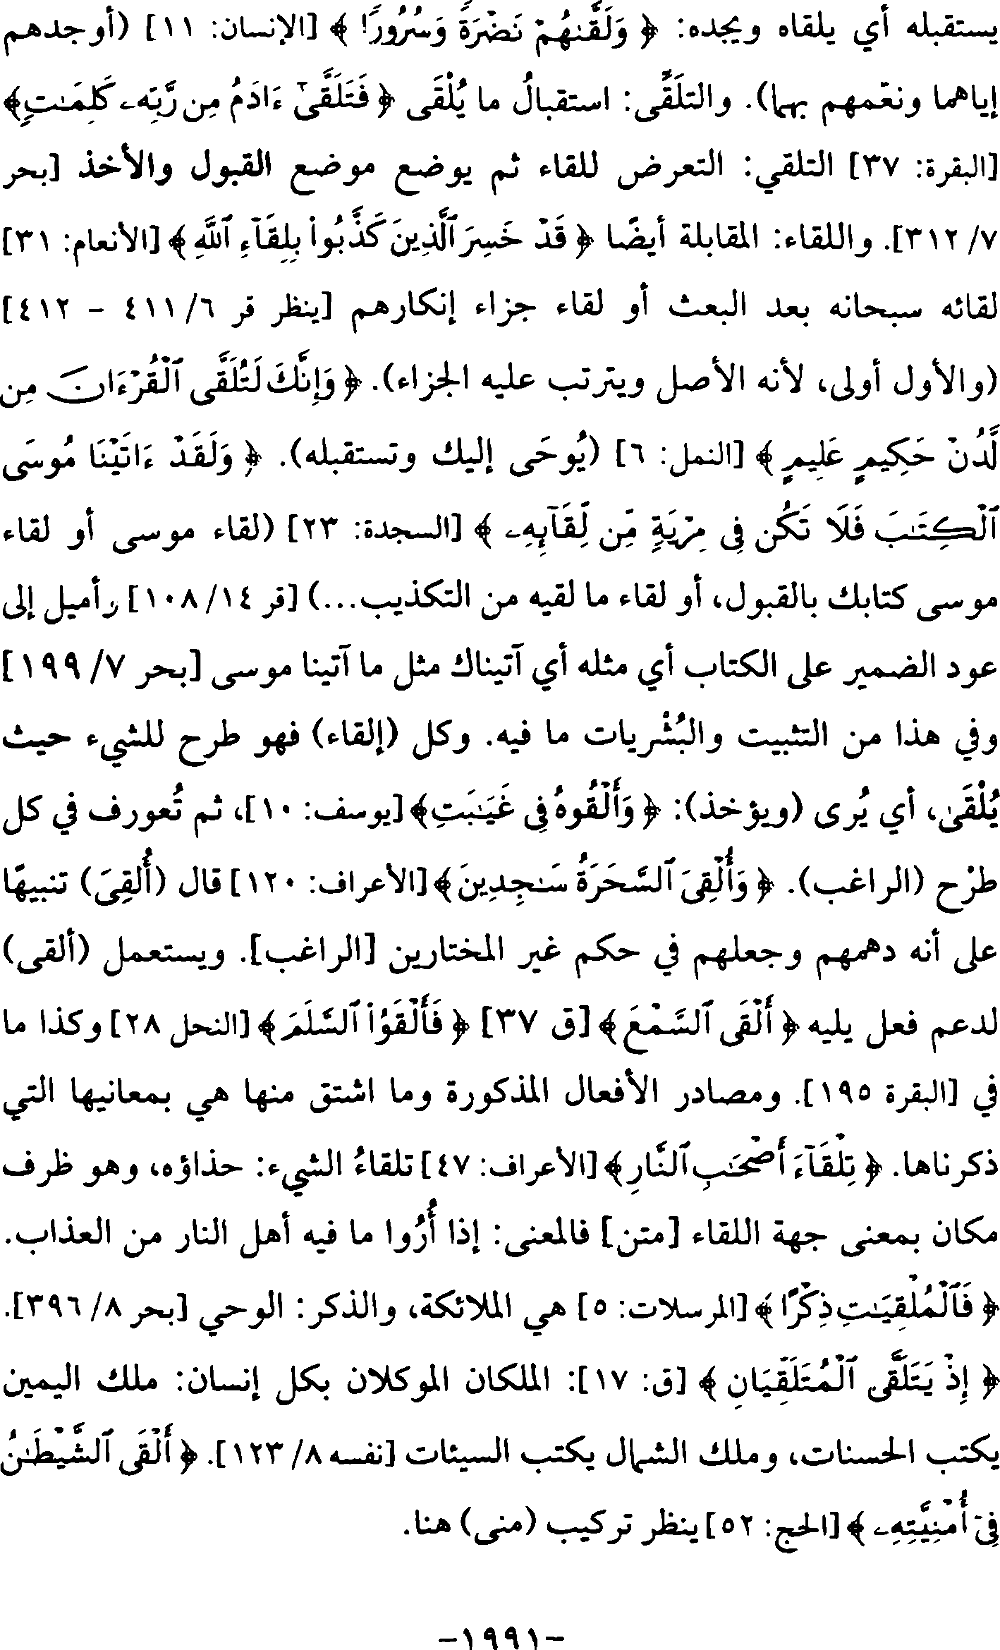 يستقبله أي يلقاه ويجده: ﴿ وَلَقَّىٰهُمْ نَضْرَةً وَسُرُورًا ﴾ [الإنسان: ١١] (أوجدهم
إياهما ونعّمهم بهما). والتلَقِّي: استقبالُ ما يُلْقَى ﴿ فَتَلَقَّىٰٓ ءَادَمُ مِن رَّبِّهِۦ كَلِمَـٰتٍ﴾
[البقرة: ٣٧] التلقي: التعرض للقاء ثم يوضع موضع القبول والأخذ [بحر
٧/ ٣١٢]. واللقاء: المقابلة أيضًا ﴿ قَدْ خَسِرَ ٱلَّذِينَ كَذَّبُوا۟ بِلِقَآءِ ٱللَّهِ ﴾ [الأنعام: ٣١]
لقائه سبحانه بعد البعث أو لقاء جزاء إنكارهم [ينظر قر ٦/ ٤١١ - ٤١٢]
(والأول أولى، لأنه الأصل ويترتب عليه الجزاء). ﴿ وَإِنَّكَ لَتُلَقَّى ٱلْقُرْءَانَ مِن
لَّدُنْ حَكِيمٍ عَلِيمٍ ﴾ [النمل: ٦] (يُوحَى إليك وتستقبله). ﴿ وَلَقَدْ ءَاتَيْنَا مُوسَى
ٱلْكِتَـٰبَ فَلَا تَكُن فِى مِرْيَةٍ مِّن لِّقَآئِهِۦ ﴾ [السجدة: ٢٣] (لقاء موسى أو لقاء
موسى كتابك بالقبول، أو لقاء ما لقيه من التكذيب...) [قر ١٤/ ١٠٨] وأميل إلى
عود الضمير على الكتاب أي مثله أي آتيناك مثل ما آتينا موسى [بحر ٧/ ١٩٩]
وفي هذا من التثبيت والبُشْريات ما فيه. وكل (إلقاء) فهو طرح للشيء حيث
يُلْقَىٰ، أي يُرى (ويؤخذ): ﴿ وَأَلْقُوهُ فِى غَيَـٰبَتِ﴾ [يوسف: ١٠]، ثم تُعورف في كل
طرْح (الراغب). ﴿ وَأُلْقِىَ ٱلسَّحَرَةُ سَـٰجِدِينَ﴾ [الأعراف: ١٢٠] قال (أُلقِىَ) تنبيهًا
على أنه دهمهم وجعلهم في حكم غير المختارين [الراغب]. ويستعمل (ألقى)
لدعم فعل يليه ﴿ أَلْقَى ٱلسَّمْعَ ﴾ [ق ٣٧] ﴿ فَأَلْقَوُا۟ ٱلسَّلَمَ ﴾ [النحل ٢٨] وكذا ما
في [البقرة ١٩٥]. ومصادر الأفعال المذكورة وما اشتق منها هي بمعانيها التي
ذكرناها. ﴿ تِلْقَآءَ أَصْحَـٰبِ ٱلنَّارِ﴾ [الأعراف: ٤٧] تلقاءُ الشيء: حذاؤه، وهو ظرف
مكان بمعنى جهة اللقاء [متن] فالمعنى: إذا أُرُوا ما فيه أهل النار من العذاب.
﴿ فَٱلْمُلْقِيَـٰتِ ذِكْرًا ﴾ [المرسلات: ٥] هي الملائكة، والذكر: الوحي [بحر ٨/ ٣٩٦].
﴿ إِذْ يَتَلَقَّى ٱلْمُتَلَقِّيَانِ ﴾ [ق: ١٧]: الملكان الموكلان بكل إنسان: ملك اليمين
يكتب الحسنات، وملك الشمال يكتب السيئات [نفسه ٨/ ١٢٣]. ﴿ أَلْقَى ٱلشَّيْطَـٰنُ
فِىٓ أُمْنِيَّتِهِۦ ﴾ [الحج: ٥٢] ينظر تركيب (منى) هنا.
-١٩٩١-